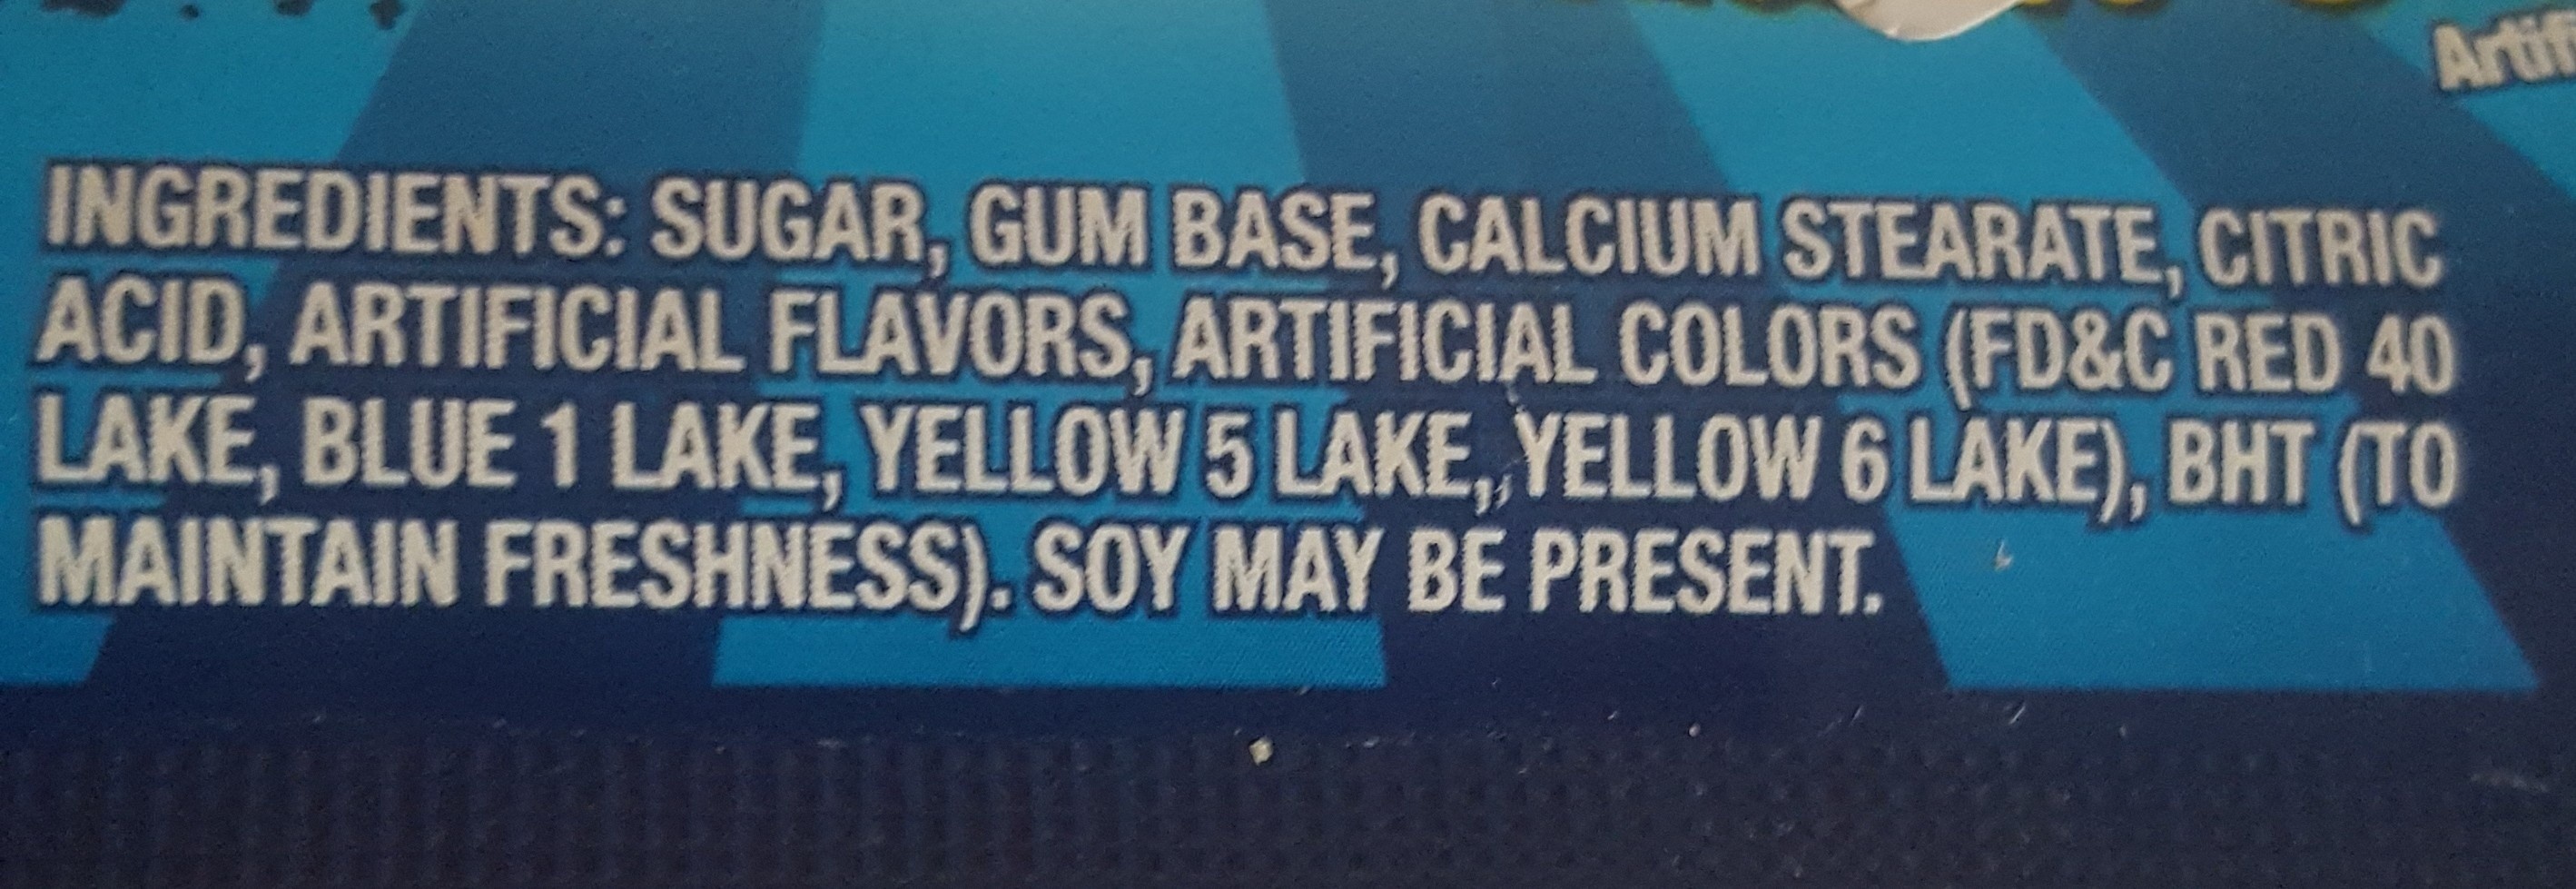 Artif
INGREDIENTS: SUGAR, GUM BASE, CALCIUM STEARATE, CITRIC
ACID, ARTIFICIAL FLAVORS, ARTIFICIAL COLORS (FD&C RED 40
LAKE, BLUE 1 LAKE, YELLOW 5 LAKE, YELLOW 6 LAKE), BHT (TO
MAINTAIN FRESHNESS). SOY MAY BE PRESENT.